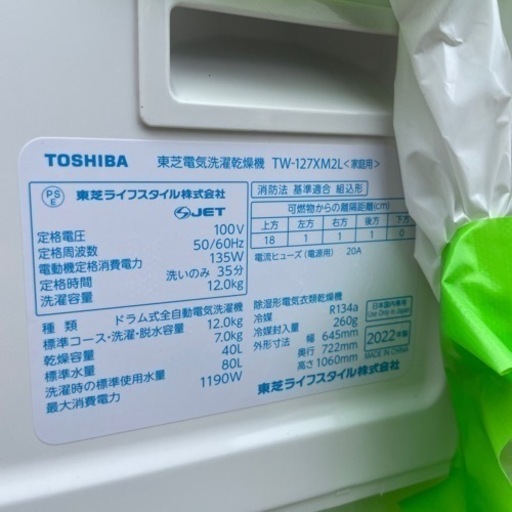 TOSHIBA 東芝電気洗濯乾燥機 TW-127XM2L<家庭用>
PS
E
東芝ライフスタイル株式会社
S JET
定格電圧 100V
定格周波数 50/60Hz
電動機定格消費電力 135W
定格時間 洗いのみ 35分
洗濯容量 12.0kg
消防法 基準適合 組込形
可燃物からの離隔距離(cm)
上方 左方 右方 後方 下方
18 1 1 1 0
電流ヒューズ(電源用) 20A
種類 ドラム式全自動電気洗濯機
標準コース・洗濯・脱水容量 12.0kg
乾燥容量 7.0kg
標準水量 40L
洗濯時の標準使用水量 80L
最大消費電力 1190W
除湿形電気衣類乾燥機
冷媒 R134a
冷媒封入量 260g
外形寸法 幅 645mm
奥行 722mm
高さ 1060mm
日本国内専用
Use Only in Japan
2022年製
MADE IN CHINA
東芝ライフスタイル株式会社